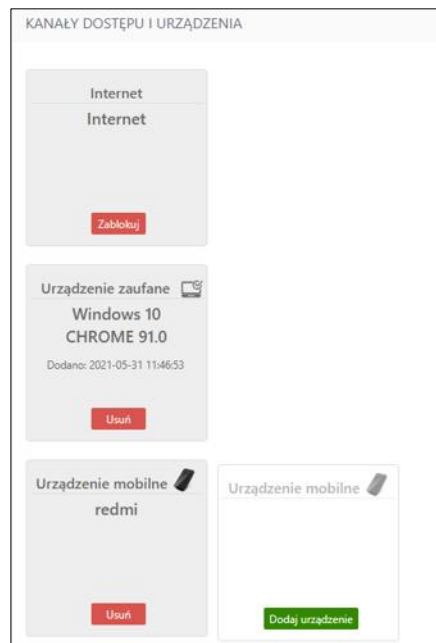 KANAŁY DOSTĘPU I URZĄDZENIA
Internet
Internet
Zablokuj
Urządzenie zaufane
Windows 10
CHROME 91.0
Dodano: 2021-05-31 11:46:53
Usuń
Urządzenie mobilne
redmi
Usuń
Urządzenie mobilne
Dodaj urządzenie